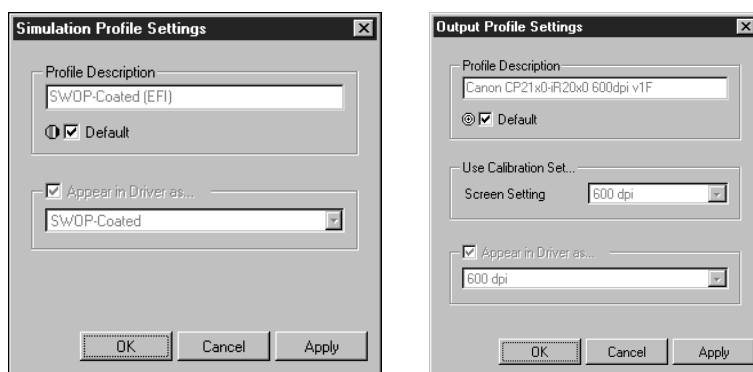 Simulation Profile Settings
Profile Description
SWOP-Coated (EFI)
Default
Appear in Driver as...
SWOP-Coated
OK Cancel Apply
Output Profile Settings
Profile Description
Canon CP21x0-iR20x0 600dpi v1F
Default
Use Calibration Set...
Screen Setting 600 dpi
Appear in Driver as...
600 dpi
OK Cancel Apply